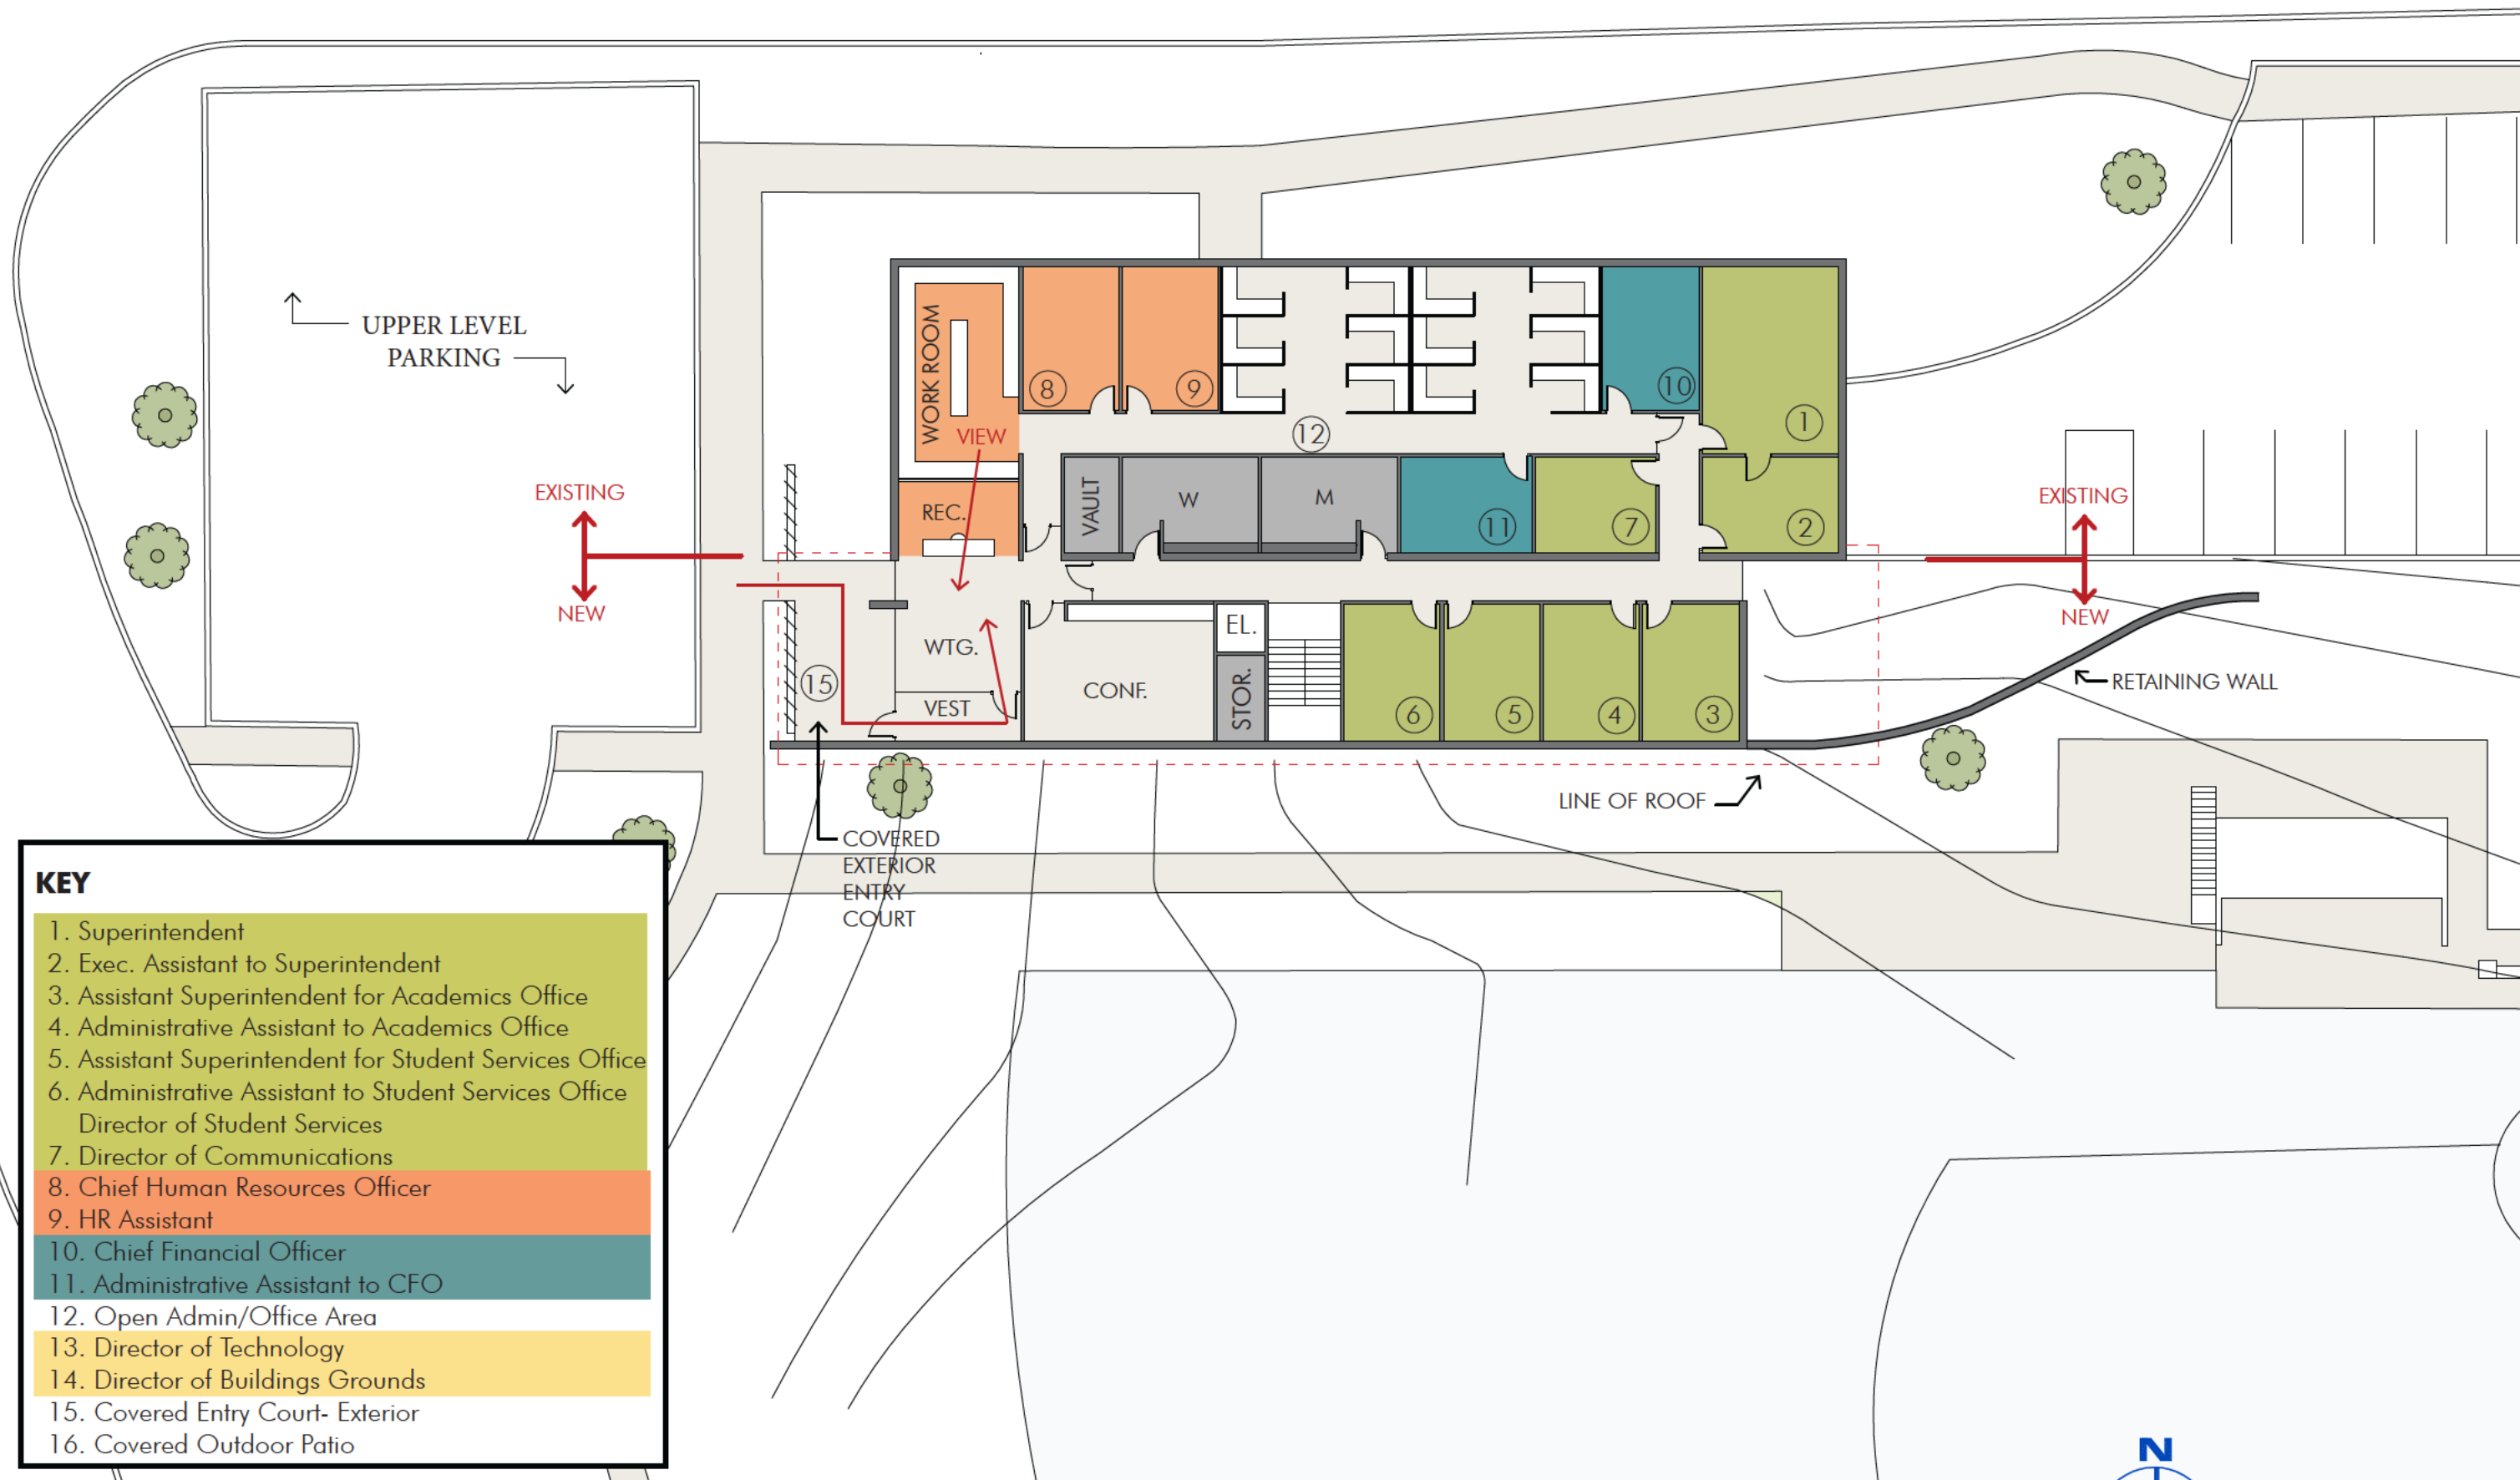 UPPER LEVEL
PARKING
EXISTING
NEW
WORK ROOM
VIEW
REC.
8
9
10
1
12
VAULT
W
M
11
7
2
EXISTING
NEW
15
WTG.
VEST
CONF.
EL.
STOR.
6
5
4
3
RETAINING WALL
LINE OF ROOF
COVERED
EXTERIOR
ENTRY
COURT
KEY
1. Superintendent
2. Exec. Assistant to Superintendent
3. Assistant Superintendent for Academics Office
4. Administrative Assistant to Academics Office
5. Assistant Superintendent for Student Services Office
6. Administrative Assistant to Student Services Office
Director of Student Services
7. Director of Communications
8. Chief Human Resources Officer
9. HR Assistant
10. Chief Financial Officer
11. Administrative Assistant to CFO
12. Open Admin/Office Area
13. Director of Technology
14. Director of Buildings Grounds
15. Covered Entry Court- Exterior
16. Covered Outdoor Patio
N